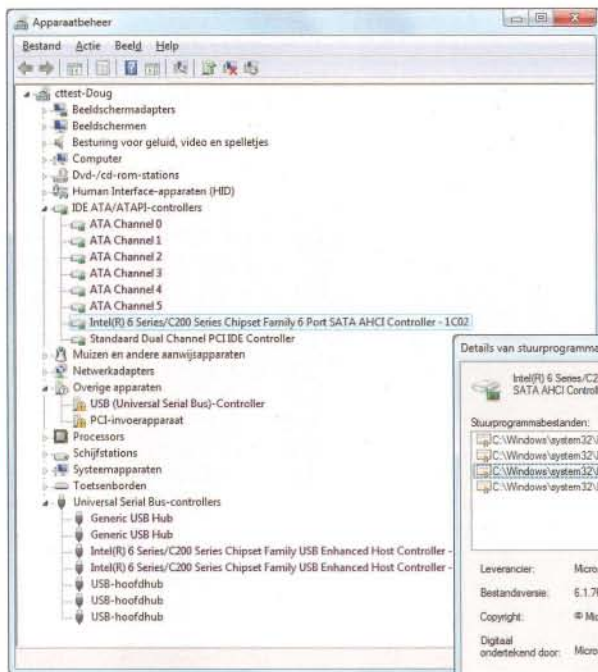 Apparaatbeheer
Bestand Actie Beeld Help
cttest-Doug
Beeldschermadapters
Beeldschermen
Besturing voor geluid, video en spelletjes
Computer
Dvd-/cd-rom-stations
Human Interface-apparaten (HID)
IDE ATA/ATAPI-controllers
ATA Channel 0
ATA Channel 1
ATA Channel 2
ATA Channel 3
ATA Channel 4
ATA Channel 5
Intel(R) 6 Series/C200 Series Chipset Family 6 Port SATA AHCI Controller - 1C02
Standaard Dual Channel PCI IDE Controller
Muizen en andere aanwijsapparaten
Netwerkadapters
Overige apparaten
USB (Universal Serial Bus)-Controller
PCI-invoerapparaat
Processors
Schijfstations
Systeemapparaten
Toetsenborden
Universal Serial Bus-controllers
Generic USB Hub
Generic USB Hub
Intel(R) 6 Series/C200 Series Chipset Family USB Enhanced Host Controller -
Intel(R) 6 Series/C200 Series Chipset Family USB Enhanced Host Controller -
USB-hoofdhub
USB-hoofdhub
USB-hoofdhub
Details van stuurprogramma
Intel(R) 6 Series/C2
SATA AHCI Control
Stuurprogrammabestanden:
C:\Windows\system32\
C:\Windows\system32\
C:\Windows\system32\
C:\Windows\system32\
Leverancier: Micro
Bestandsversie: 6.1.7
Copyright: © Mic
Digitaal
ondertekend door: Micro